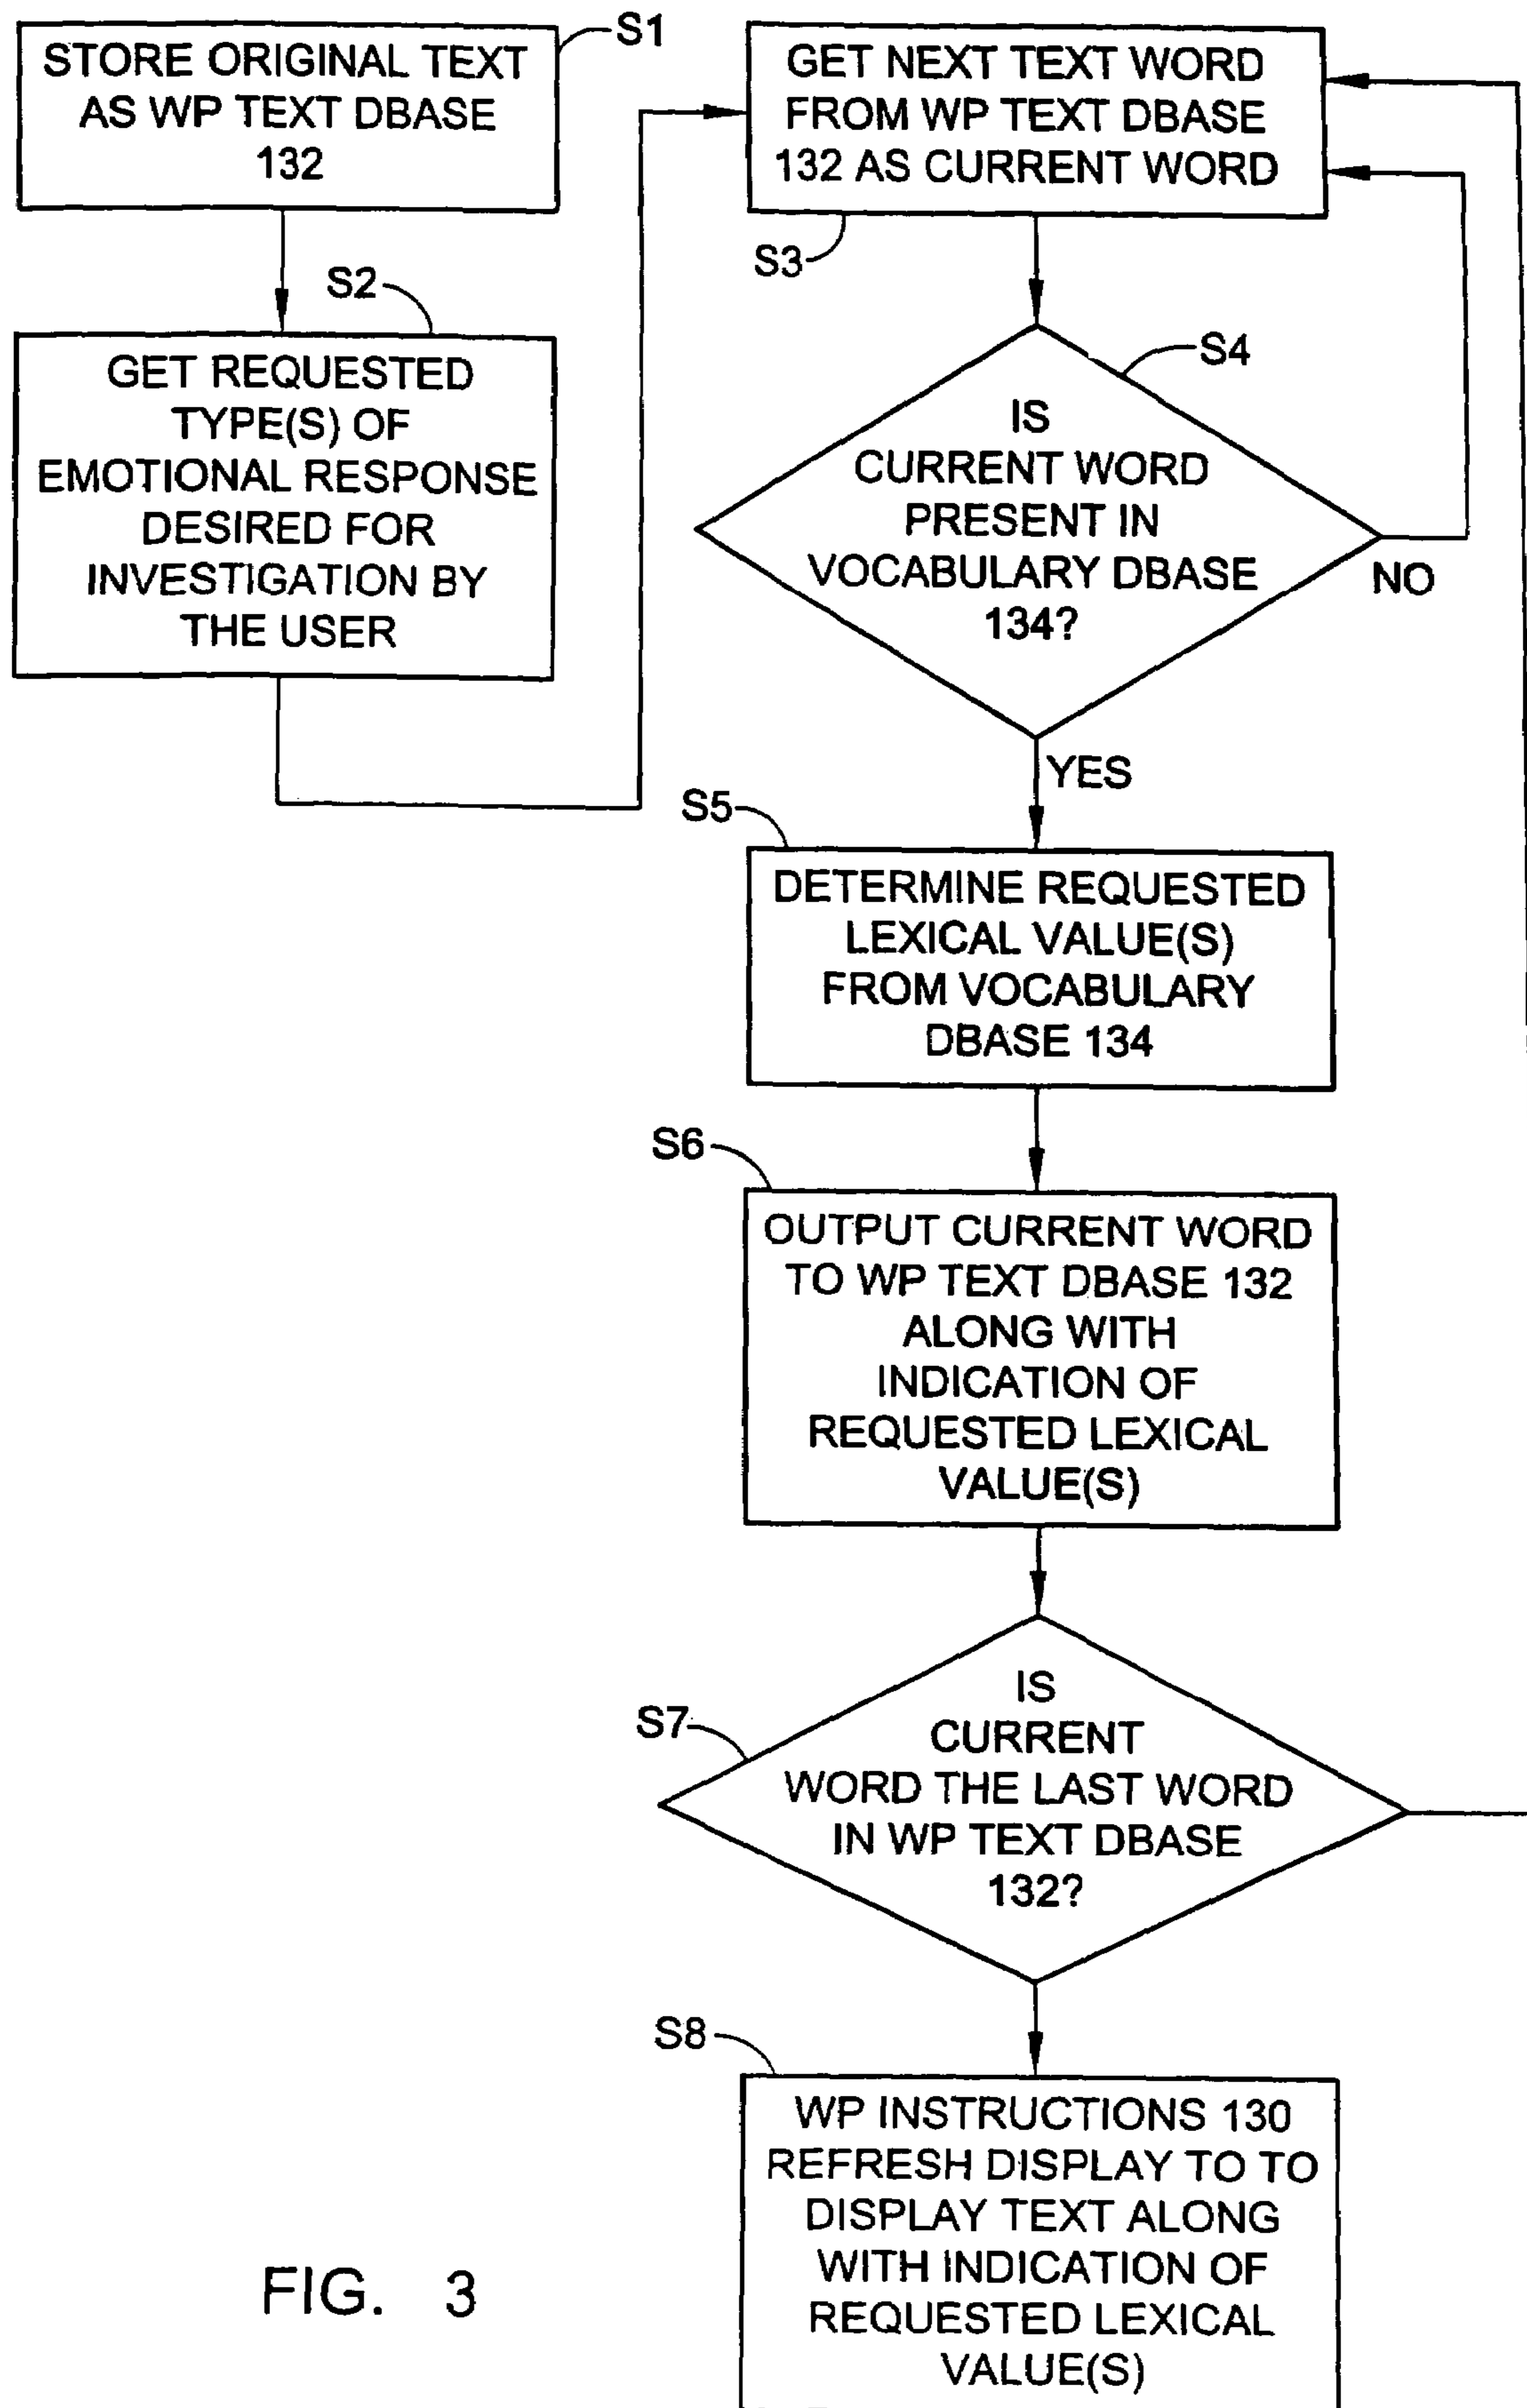 S1
STORE ORIGINAL TEXT
AS WP TEXT DBASE
132
S2
GET REQUESTED
TYPE(S) OF
EMOTIONAL RESPONSE
DESIRED FOR
INVESTIGATION BY
THE USER
GET NEXT TEXT WORD
FROM WP TEXT DBASE
132 AS CURRENT WORD
S3
S4
IS
CURRENT WORD
PRESENT IN
VOCABULARY DBASE
134?
NO
YES
S5
DETERMINE REQUESTED
LEXICAL VALUE(S)
FROM VOCABULARY
DBASE 134
S6
OUTPUT CURRENT WORD
TO WP TEXT DBASE 132
ALONG WITH
INDICATION OF
REQUESTED LEXICAL
VALUE(S)
S7
IS
CURRENT
WORD THE LAST WORD
IN WP TEXT DBASE
132?
S8
WP INSTRUCTIONS 130
REFRESH DISPLAY TO TO
DISPLAY TEXT ALONG
WITH INDICATION OF
REQUESTED LEXICAL
VALUE(S)
FIG. 3